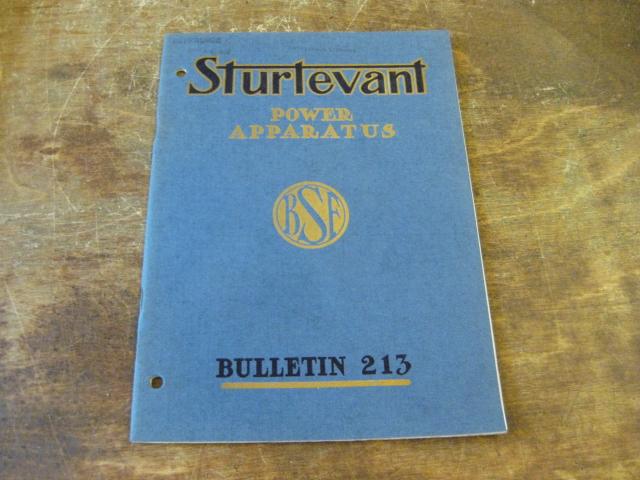 Sturtevant
POWER
APPARATUS
BSF
BULLETIN 213